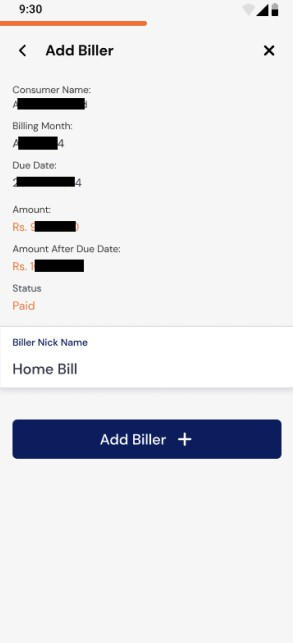 9:30
Add Biller
Consumer Name:
Billing Month:
Due Date:
Amount:
Rs.
Amount After Due Date:
Rs.
Status
Paid
Biller Nick Name
Home Bill
Add Biller +